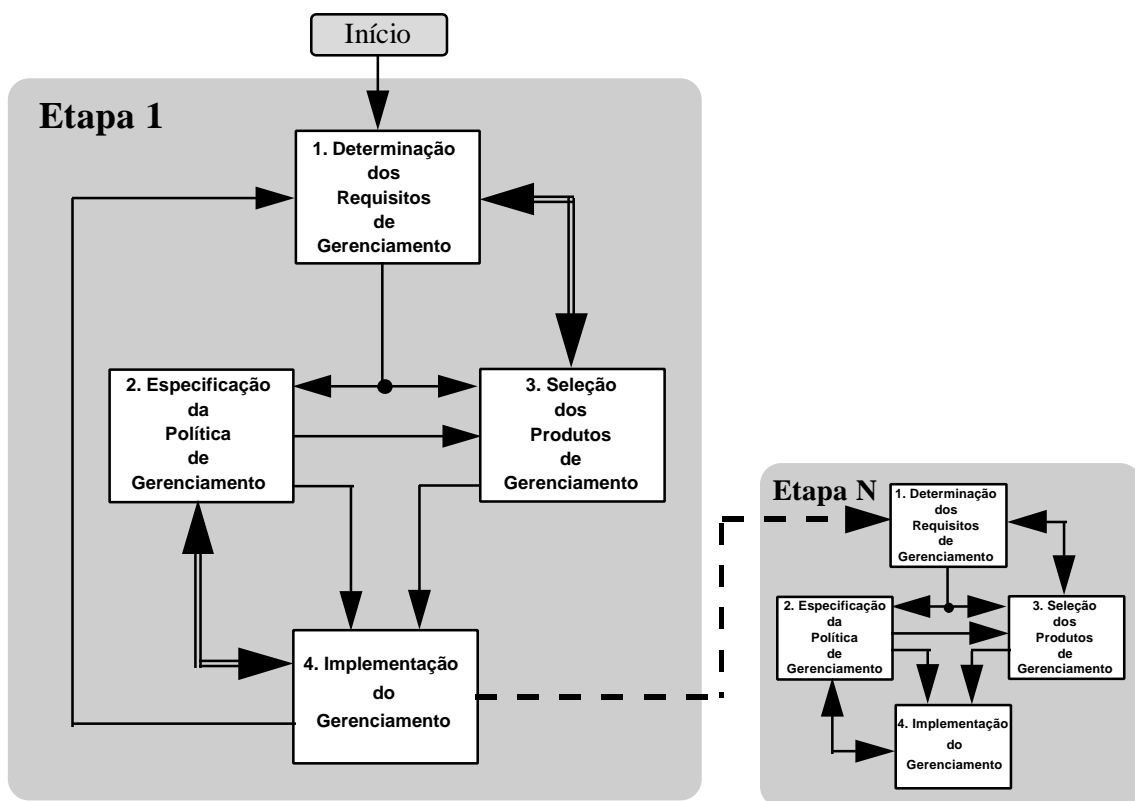 Início
Etapa 1
1. Determinação
dos
Requisitos
de
Gerenciamento
2. Especificação
da
Política
de
Gerenciamento
3. Seleção
dos
Produtos
de
Gerenciamento
4. Implementação
do
Gerenciamento
Etapa N
1. Determinação
dos
Requisitos
de
Gerenciamento
2. Especificação
da
Política
de
Gerenciamento
3. Seleção
dos
Produtos
de
Gerenciamento
4. Implementação
do
Gerenciamento